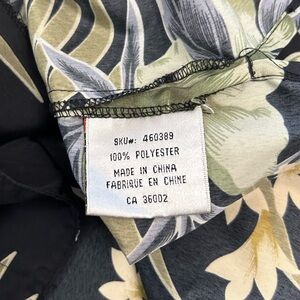 SKU#: 460389
100% POLYESTER
MADE IN CHINA
FABRIQUE EN CHINE
CA 36002